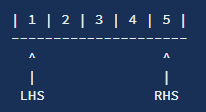 | 1 | 2 | 3 | 4 | 5 |
---------------------
^ ^
| |
LHS RHS